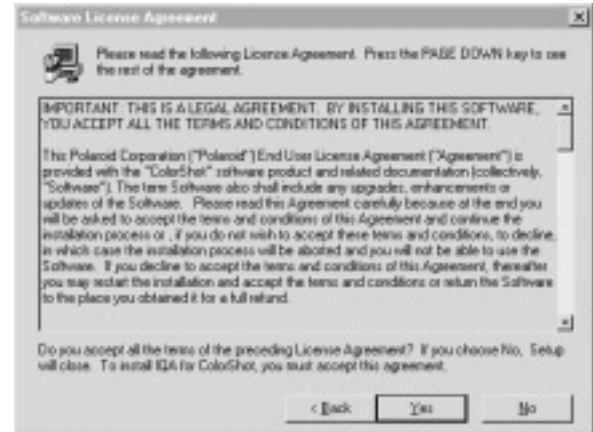 Software License Agreement
Please read the following License Agreement. Press the PAGE DOWN key to see
the rest of the agreement.
IMPORTANT: THIS IS A LEGAL AGREEMENT. BY INSTALLING THIS SOFTWARE,
YOU ACCEPT ALL THE TERMS AND CONDITIONS OF THIS AGREEMENT.
This Polaroid Corporation ("Polaroid") End User License Agreement ("Agreement") is
provided with the "ColorShot" software product and related documentation (collectively,
"Software"). The term Software also shall include any upgrades, enhancements or
updates of the Software. Please read this Agreement carefully because at the end you
will be asked to accept the terms and conditions of this Agreement and continue the
installation process or , if you do not wish to accept these terms and conditions, to decline,
in which case the installation process will be aborted and you will not be able to use the
Software. If you decline to accept the terms and conditions of this Agreement, thereafter
you may restart the installation and accept the terms and conditions or return the Software
to the place you obtained it for a full refund.
Do you accept all the terms of the preceding License Agreement? If you choose No, Setup
will close. To install IQA for ColorShot, you must accept this agreement.
< Back Yes No